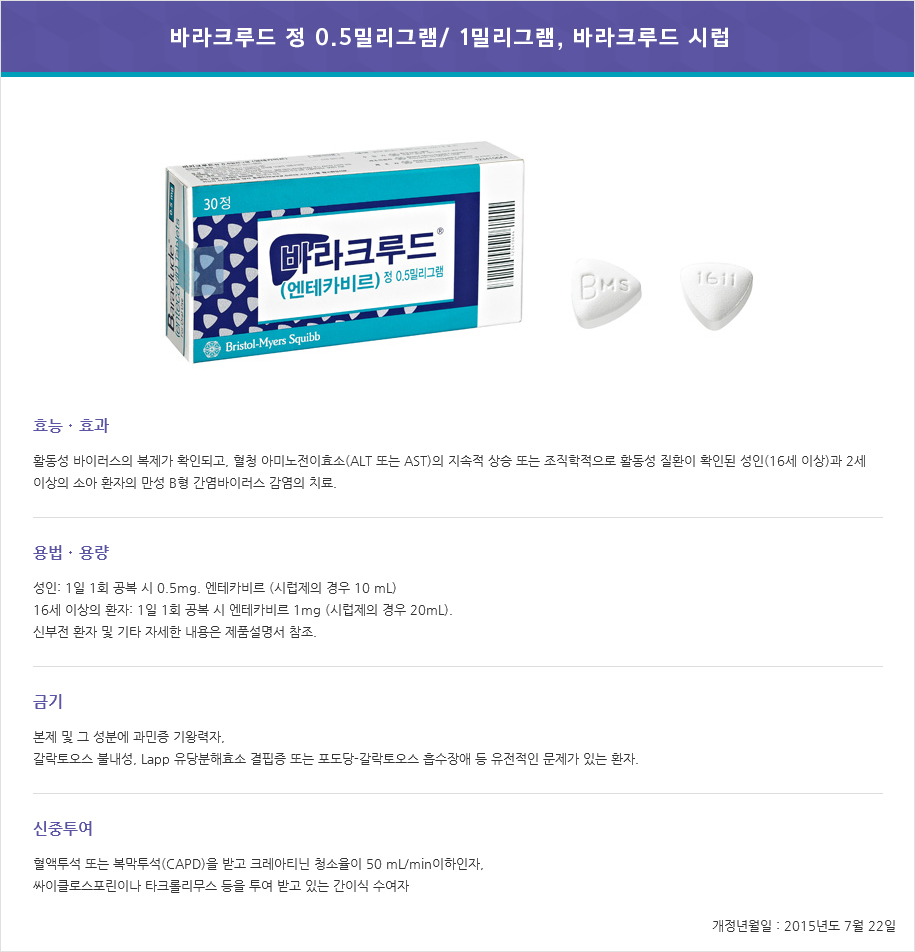 바라크루드 정 0.5밀리그램/ 1밀리그램, 바라크루드 시럽
30정
바라크루드®
(엔테카비르) 정 0.5밀리그램
Bristol-Myers Squibb
Baraclude
entecavir tablets
BMS
1611
효능 · 효과
활동성 바이러스의 복제가 확인되고, 혈청 아미노전이효소(ALT 또는 AST)의 지속적 상승 또는 조직학적으로 활동성 질환이 확인된 성인(16세 이상)과 2세
이상의 소아 환자의 만성 B형 간염바이러스 감염의 치료.
용법 · 용량
성인: 1일 1회 공복 시 0.5mg. 엔테카비르 (시럽제의 경우 10 mL)
16세 이상의 환자: 1일 1회 공복 시 엔테카비르 1mg (시럽제의 경우 20mL).
신부전 환자 및 기타 자세한 내용은 제품설명서 참조.
금기
본제 및 그 성분에 과민증 기왕력자,
갈락토오스 불내성, Lapp 유당분해효소 결핍증 또는 포도당-갈락토오스 흡수장애 등 유전적인 문제가 있는 환자.
신중투여
혈액투석 또는 복막투석(CAPD)을 받고 크레아티닌 청소율이 50 mL/min이하인자,
싸이클로스포린이나 타크롤리무스 등을 투여 받고 있는 간이식 수여자
개정년월일 : 2015년도 7월 22일